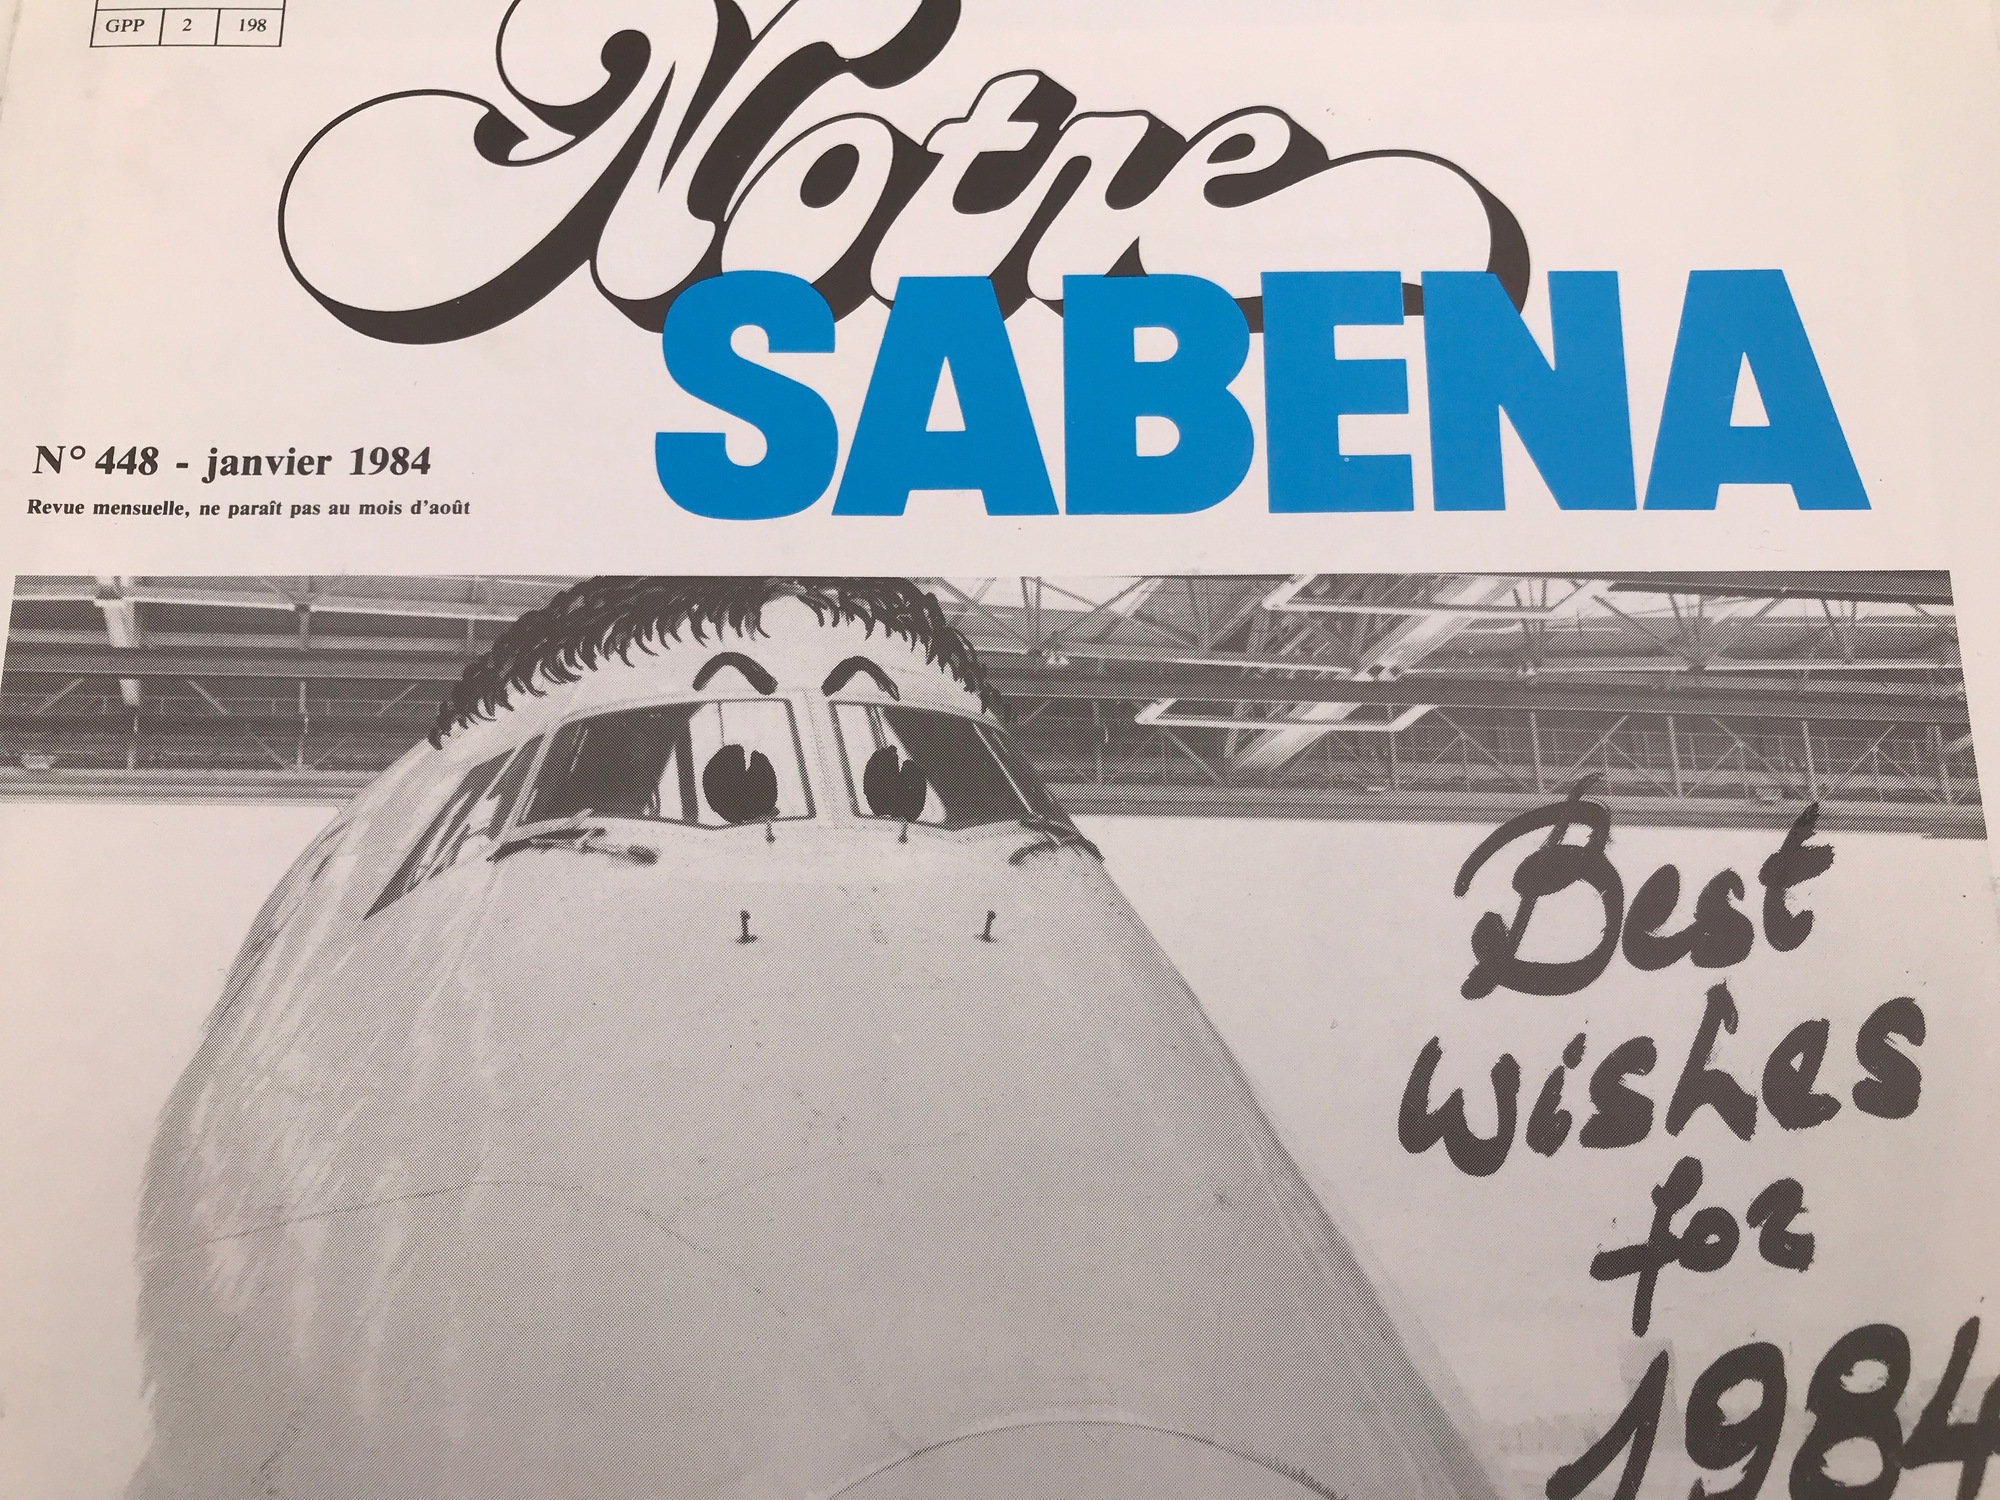 GPP 2 198
Notre
SABENA
N° 448 - janvier 1984
Revue mensuelle, ne paraît pas au mois d'août
Best
wishes
for
1984